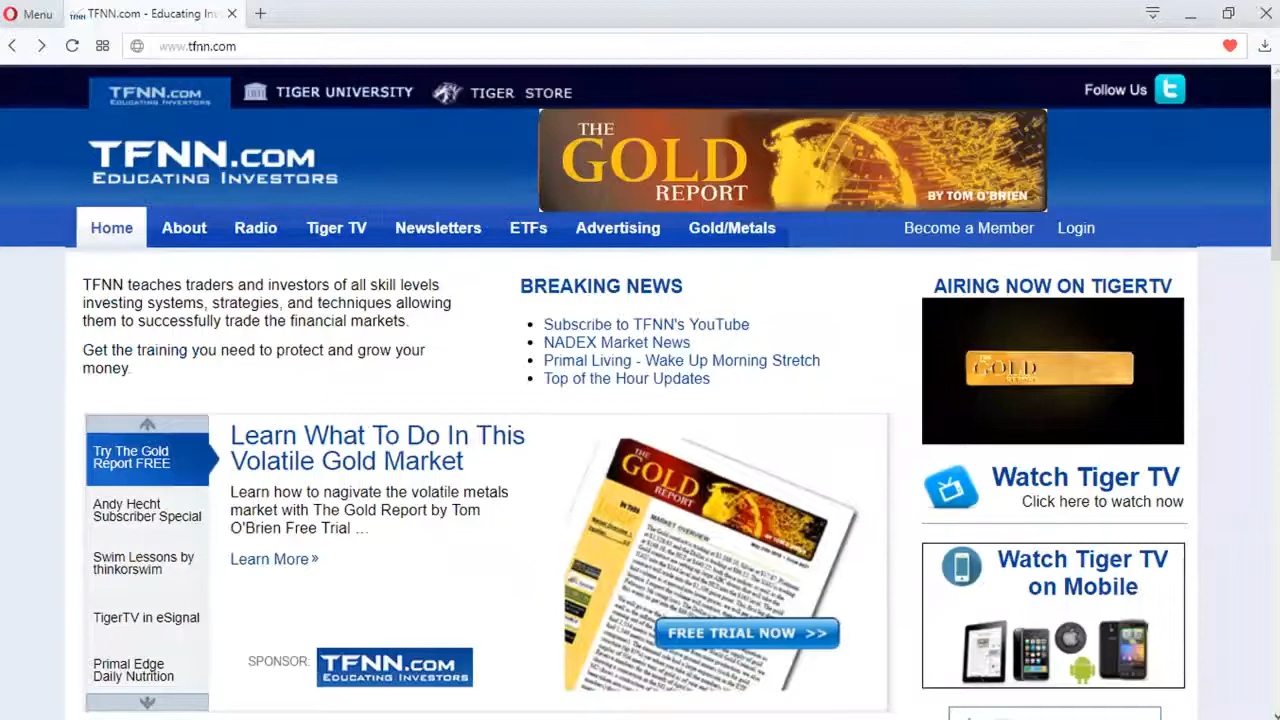 Menu
TFNN.com - Educating Inv
www.tfnn.com
TFNN.COM
EDUCATING INVESTORS
TIGER UNIVERSITY
TIGER STORE
Follow Us
TFNN.COM
EDUCATING INVESTORS
THE
GOLD
REPORT
BY TOM O'BRIEN
Home
About
Radio
Tiger TV
Newsletters
ETFs
Advertising
Gold/Metals
Become a Member
Login
TFNN teaches traders and investors of all skill levels
investing systems, strategies, and techniques allowing
them to successfully trade the financial markets.
Get the training you need to protect and grow your
money.
BREAKING NEWS
Subscribe to TFNN's YouTube
NADEX Market News
Primal Living - Wake Up Morning Stretch
Top of the Hour Updates
AIRING NOW ON TIGERTV
THE
GOLD
REPORT
Watch Tiger TV
Click here to watch now
Watch Tiger TV
on Mobile
Try The Gold
Report FREE
Andy Hecht
Subscriber Special
Swim Lessons by
thinkorswim
TigerTV in eSignal
Primal Edge
Daily Nutrition
Learn What To Do In This
Volatile Gold Market
Learn how to nagivate the volatile metals
market with The Gold Report by Tom
O'Brien Free Trial ...
Learn More »
SPONSOR:
TFNN.COM
EDUCATING INVESTORS
THE
GOLD
REPORT
MARKET OVERVIEW
FREE TRIAL NOW >>